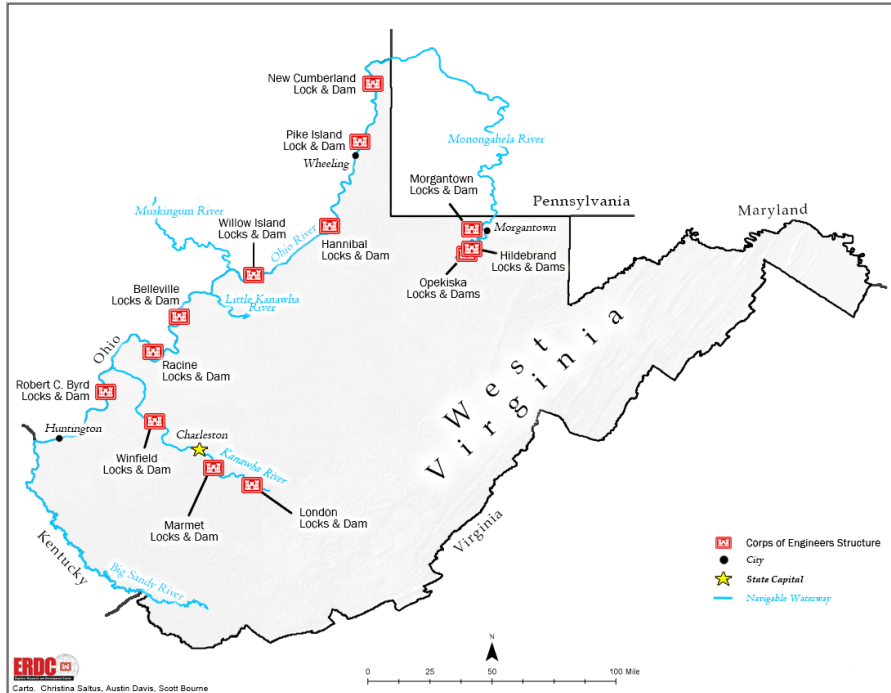 New Cumberland
Lock & Dam
Pike Island
Lock & Dam
Wheeling
Monongahela River
Morgantown
Locks & Dam
Pennsylvania
Maryland
Muskingum River
Willow Island
Locks & Dam
Ohio River
Hannibal
Locks & Dam
Morgantown
Hildebrand
Locks & Dams
Opekiska
Locks & Dams
Belleville
Locks & Dam
Little Kanawha
River
Ohio
Racine
Locks & Dam
West
Virginia
Robert C. Byrd
Locks & Dam
Huntington
Charleston
Winfield
Locks & Dam
Kanawha River
Marmet
Locks & Dam
London
Locks & Dam
Virginia
Kentucky
Big Sandy River
Corps of Engineers Structure
City
State Capital
Navigable Waterway
N
0 25 50 100 Mile
ERDC
Carto. Christina Saltus, Austin Davis, Scott Bourne